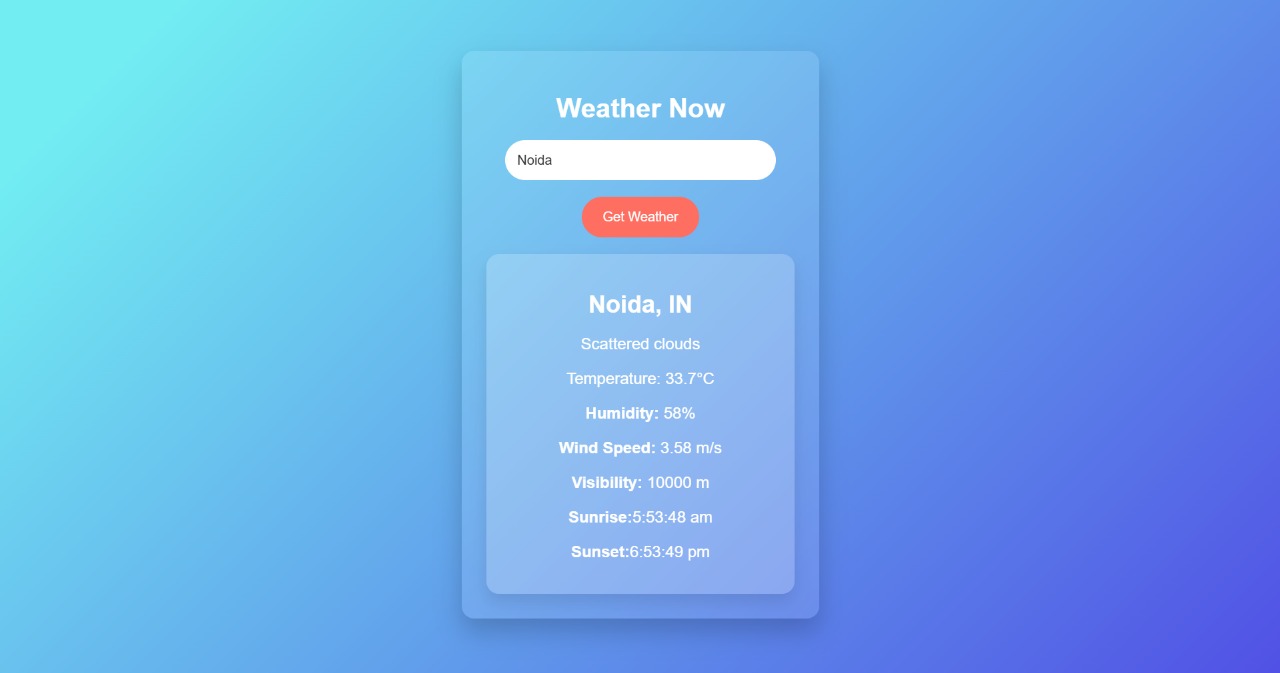 Weather Now
Noida
Get Weather
Noida, IN
Scattered clouds
Temperature: 33.7°C
Humidity: 58%
Wind Speed: 3.58 m/s
Visibility: 10000 m
Sunrise:5:53:48 am
Sunset:6:53:49 pm